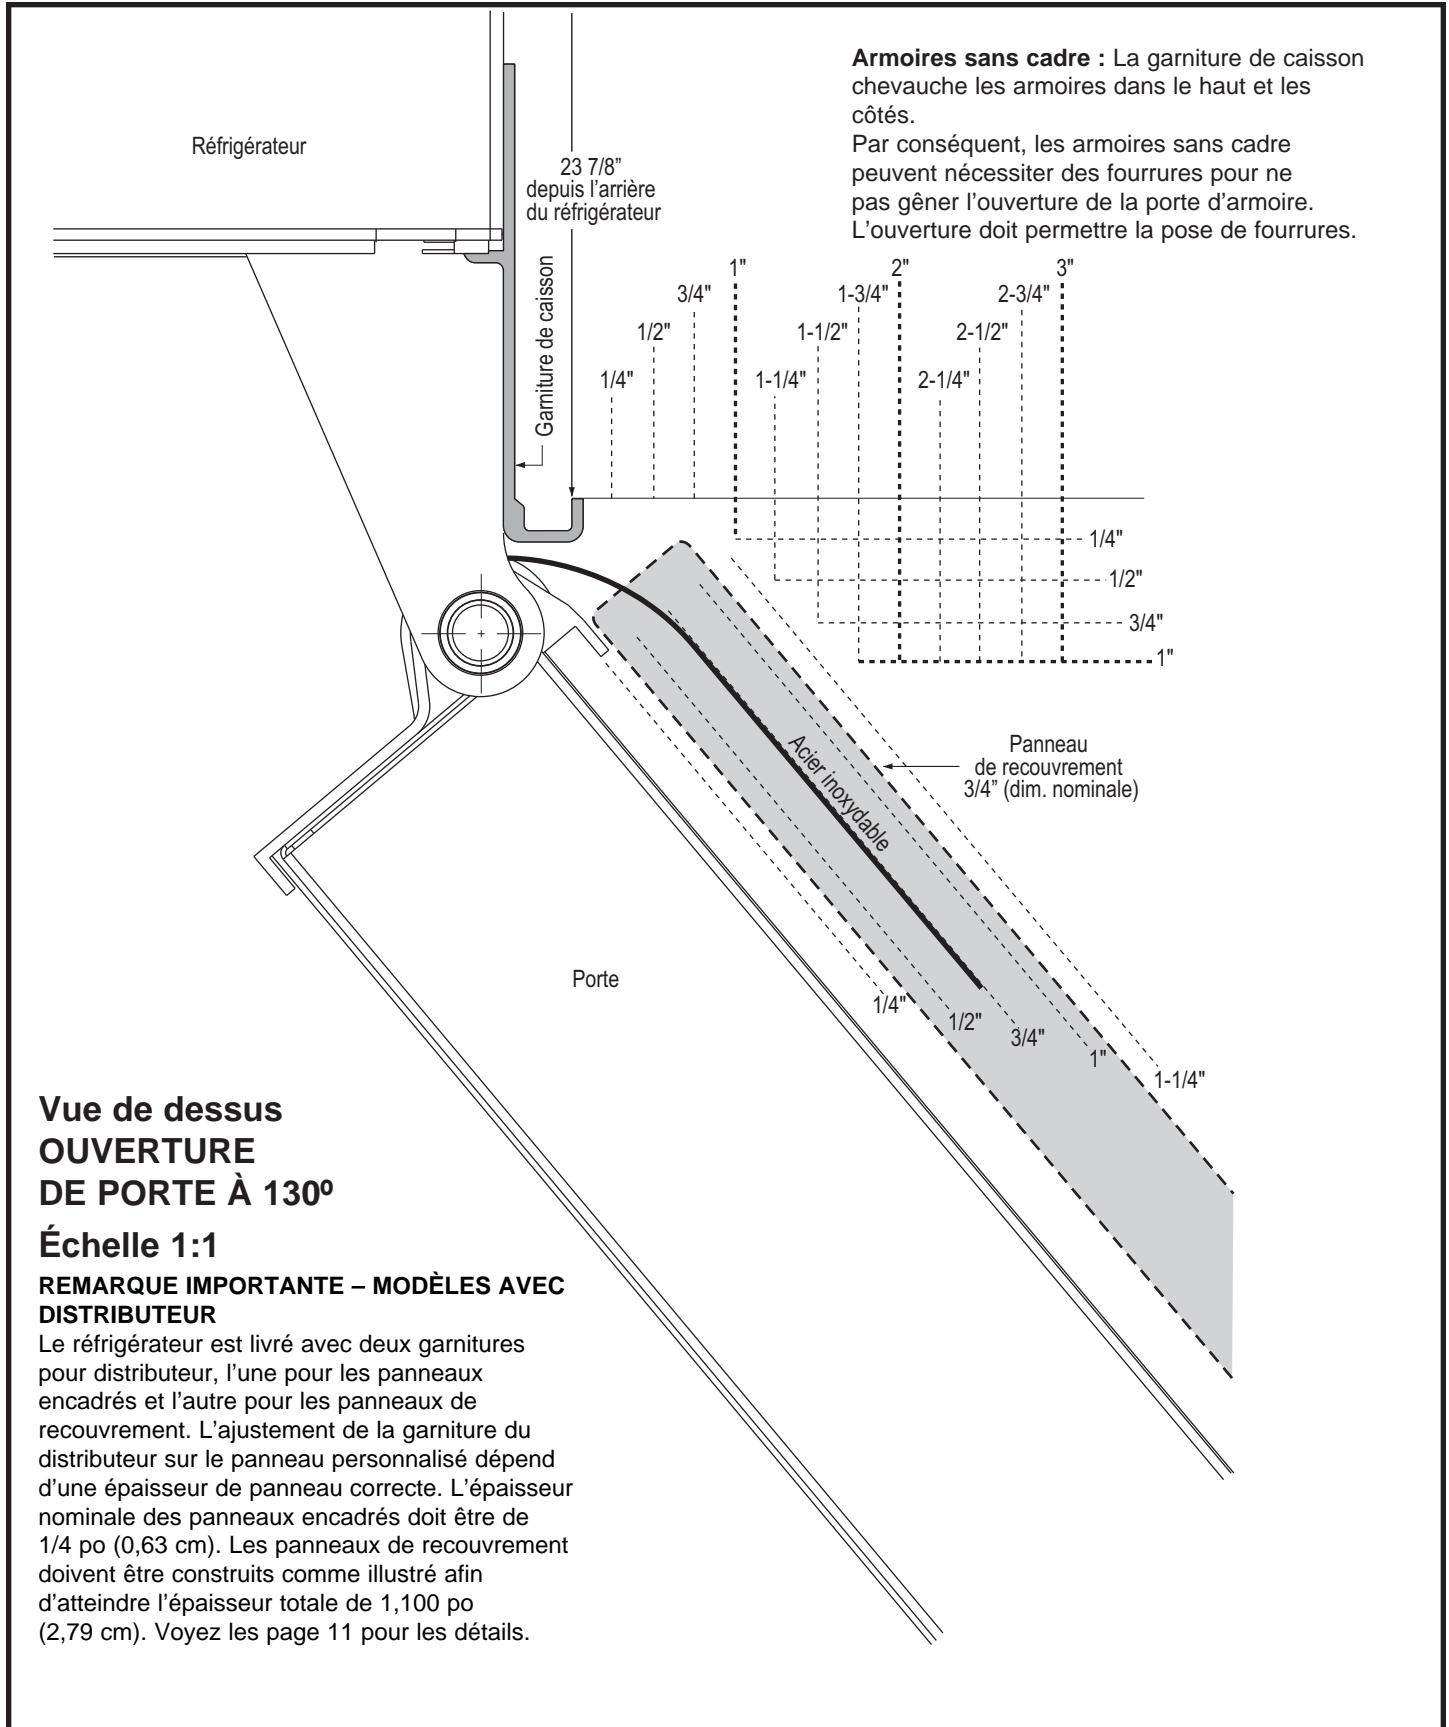 Armoires sans cadre : La garniture de caisson
chevauche les armoires dans le haut et les
côtés.
Par conséquent, les armoires sans cadre
peuvent nécessiter des fourrures pour ne
pas gêner l’ouverture de la porte d’armoire.
L’ouverture doit permettre la pose de fourrures.
Réfrigérateur
23 7/8”
depuis l’arrière
du réfrigérateur
Garniture de caisson
1/4"
1/2"
3/4"
1"
1-1/4"
1-1/2"
1-3/4"
2"
2-1/4"
2-1/2"
2-3/4"
3"
1/4"
1/2"
3/4"
1"
Panneau
de recouvrement
3/4” (dim. nominale)
Acier inoxydable
Porte
1/4"
1/2"
3/4"
1"
1-1/4"
Vue de dessus
OUVERTURE
DE PORTE À 130º
Échelle 1:1
REMARQUE IMPORTANTE – MODÈLES AVEC
DISTRIBUTEUR
Le réfrigérateur est livré avec deux garnitures
pour distributeur, l’une pour les panneaux
encadrés et l’autre pour les panneaux de
recouvrement. L’ajustement de la garniture du
distributeur sur le panneau personnalisé dépend
d’une épaisseur de panneau correcte. L’épaisseur
nominale des panneaux encadrés doit être de
1/4 po (0,63 cm). Les panneaux de recouvrement
doivent être construits comme illustré afin
d’atteindre l’épaisseur totale de 1,100 po
(2,79 cm). Voyez les page 11 pour les détails.